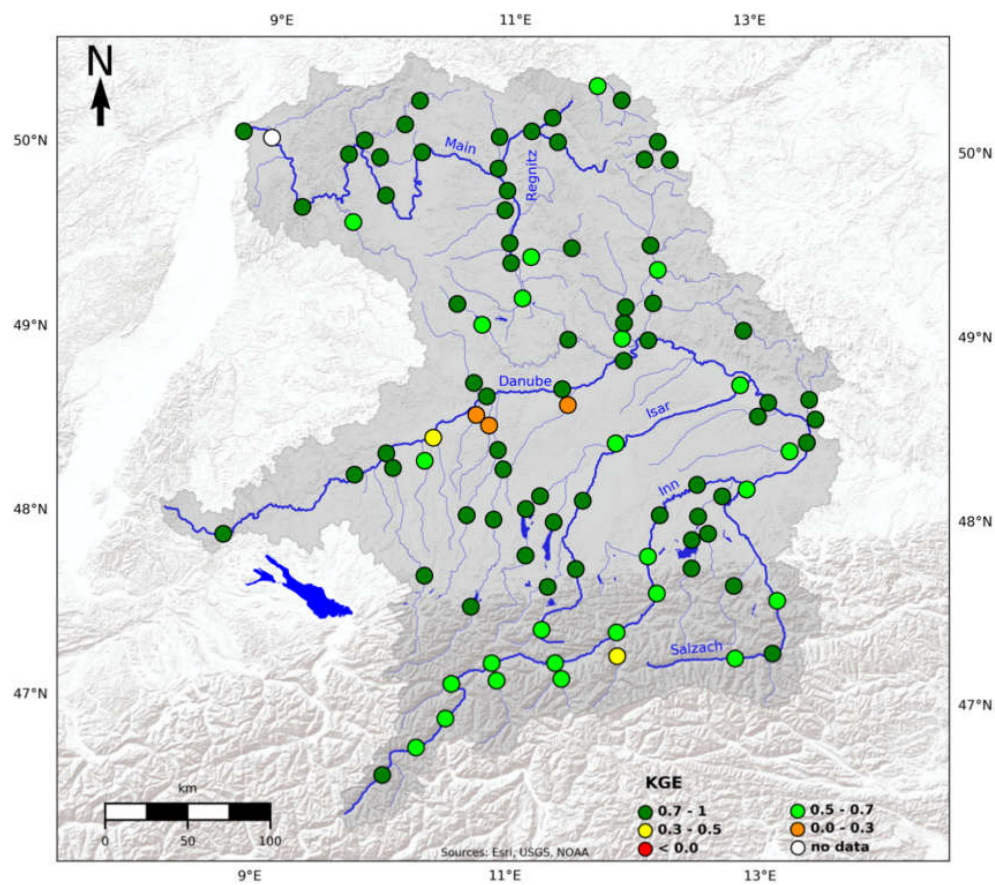 9°E 11°E 13°E
N
50°N 50°N
Main
Regnitz
49°N 49°N
Danube
Isar
Inn
48°N 48°N
Salzach
47°N 47°N
KGE
km
0.7 - 1 0.5 - 0.7
0.3 - 0.5 0.0 - 0.3
< 0.0 no data
0 50 100
Sources: Esri, USGS, NOAA
9°E 11°E 13°E